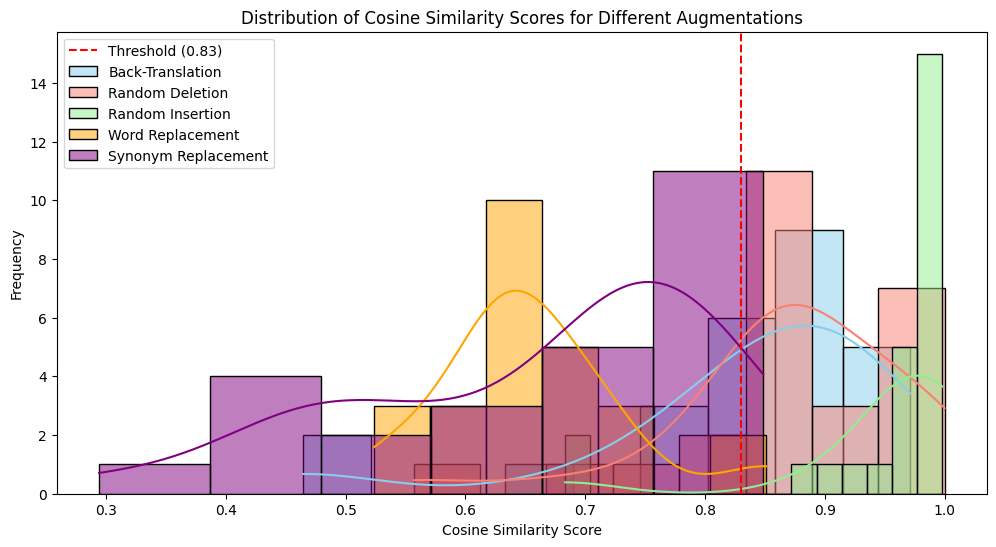 Distribution of Cosine Similarity Scores for Different Augmentations
Threshold (0.83)
Back-Translation
Random Deletion
Random Insertion
Word Replacement
Synonym Replacement
Frequency
14
12
10
8
6
4
2
0
0.3 0.4 0.5 0.6 0.7 0.8 0.9 1.0
Cosine Similarity Score